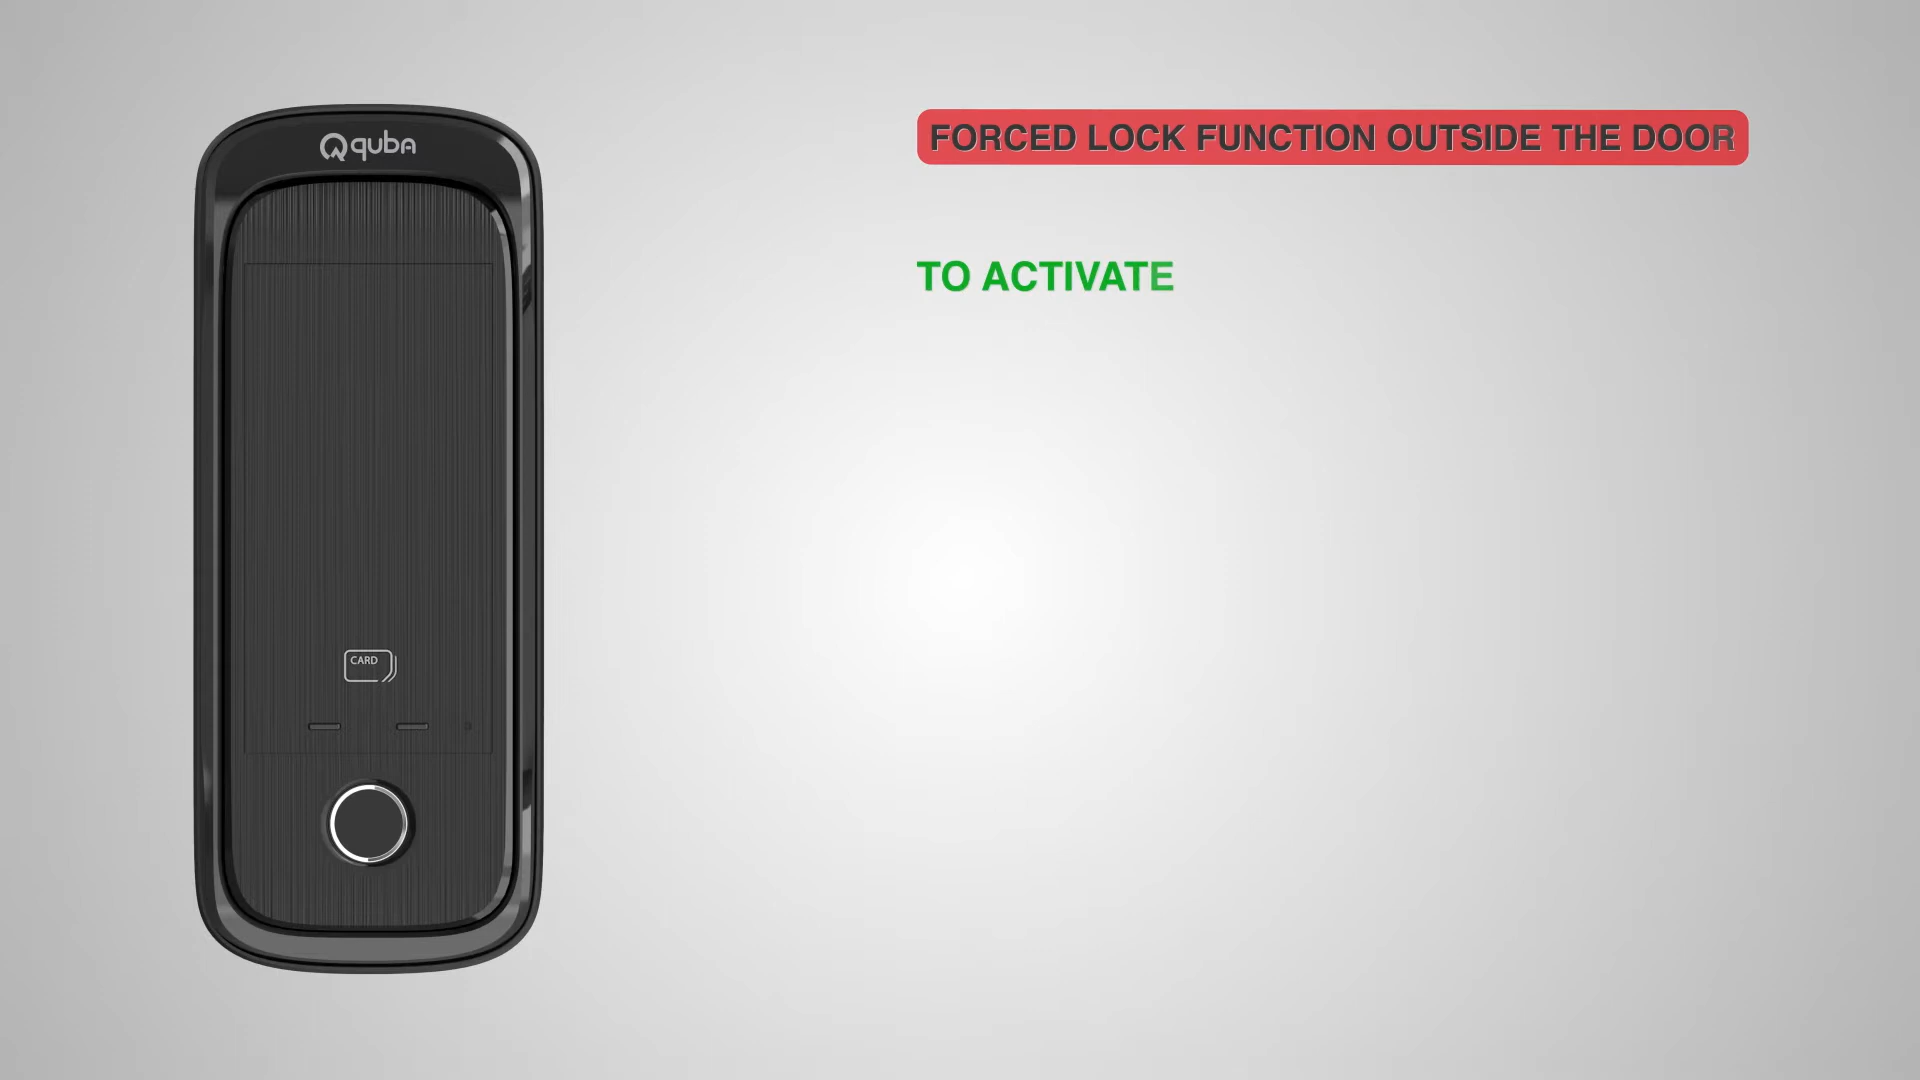 quba
FORCED LOCK FUNCTION OUTSIDE THE DOOR
TO ACTIVATE
CARD